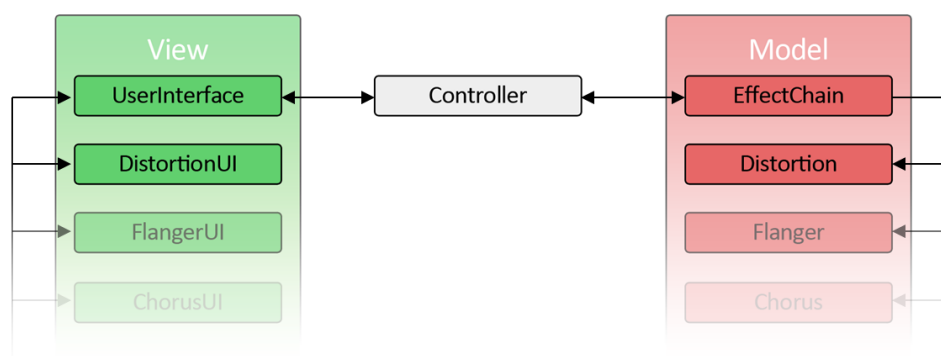 View
Model
UserInterface
Controller
EffectChain
DistortionUI
Distortion
FlangerUI
Flanger
ChorusUI
Chorus